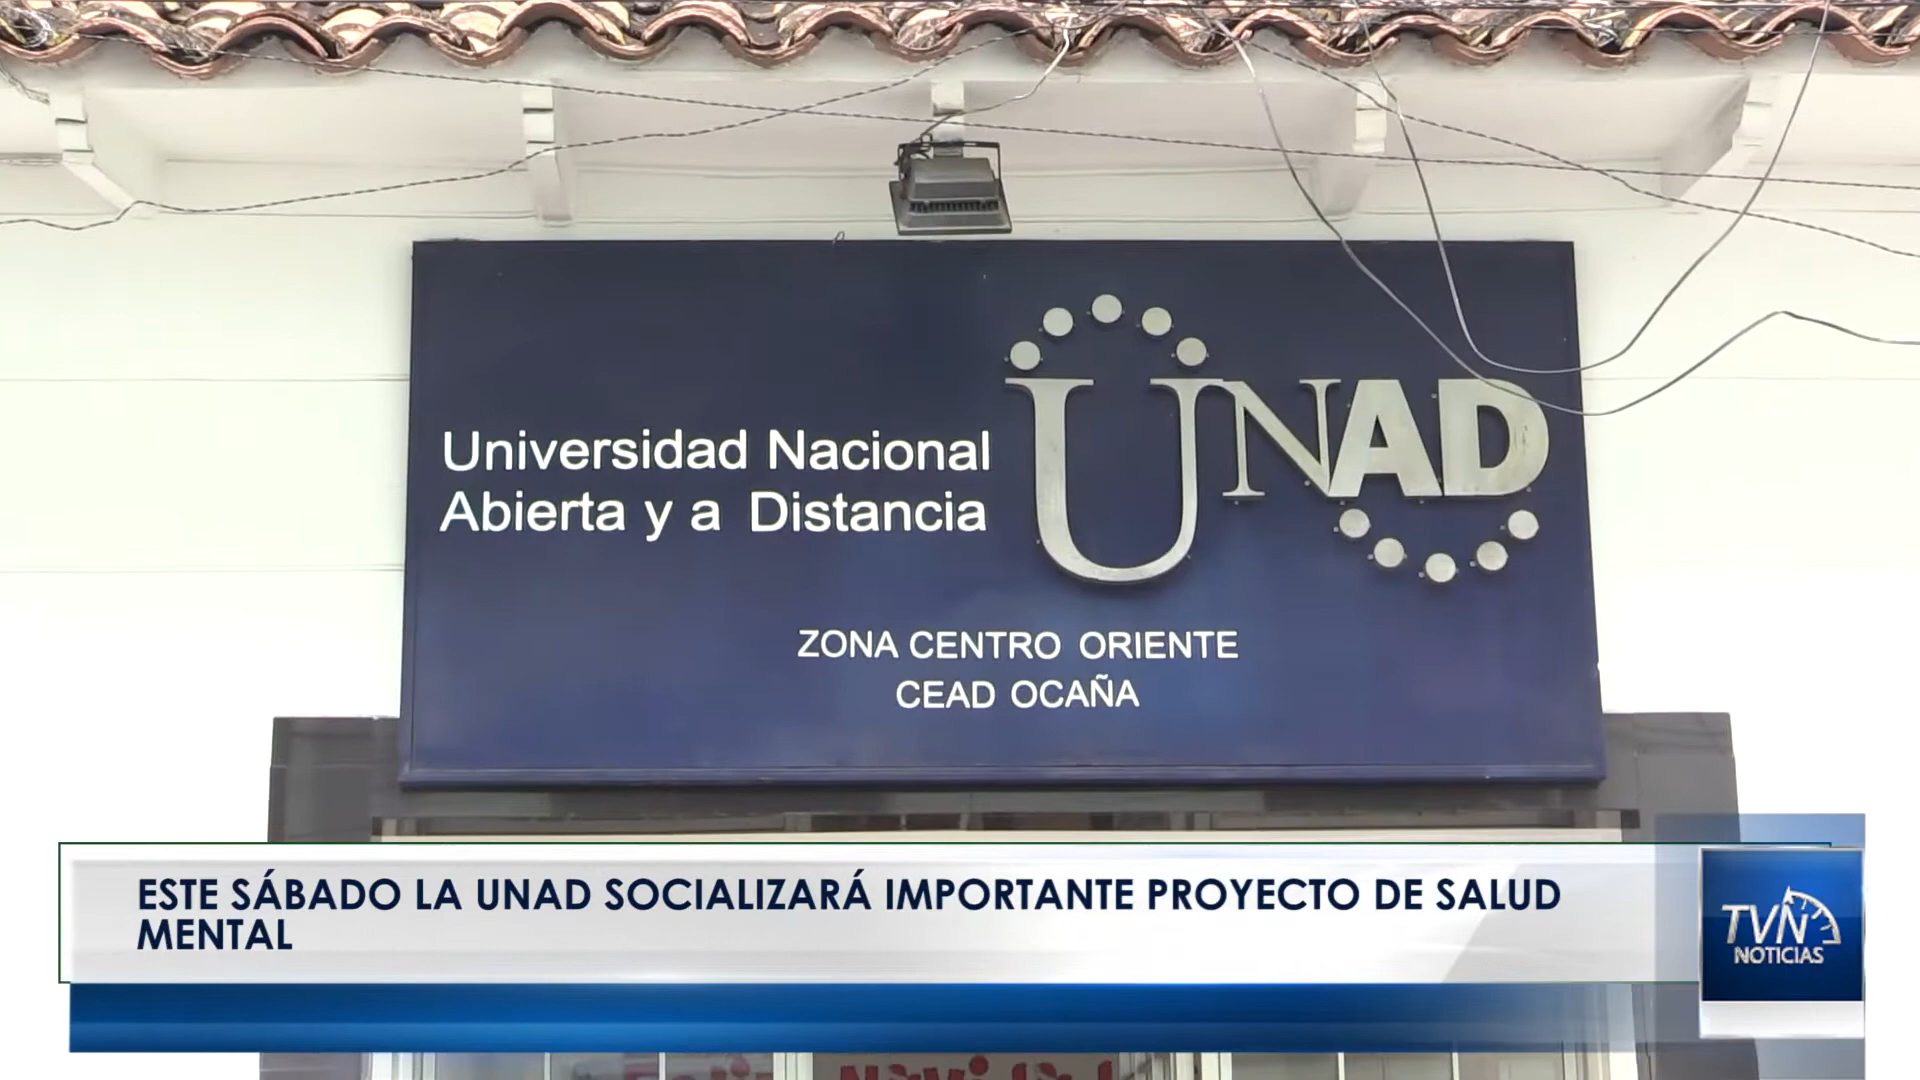 Universidad Nacional
Abierta y a Distancia
UNAD
ZONA CENTRO ORIENTE
CEAD OCAÑA
ESTE SÁBADO LA UNAD SOCIALIZARÁ IMPORTANTE PROYECTO DE SALUD
MENTAL
TVN
NOTICIAS